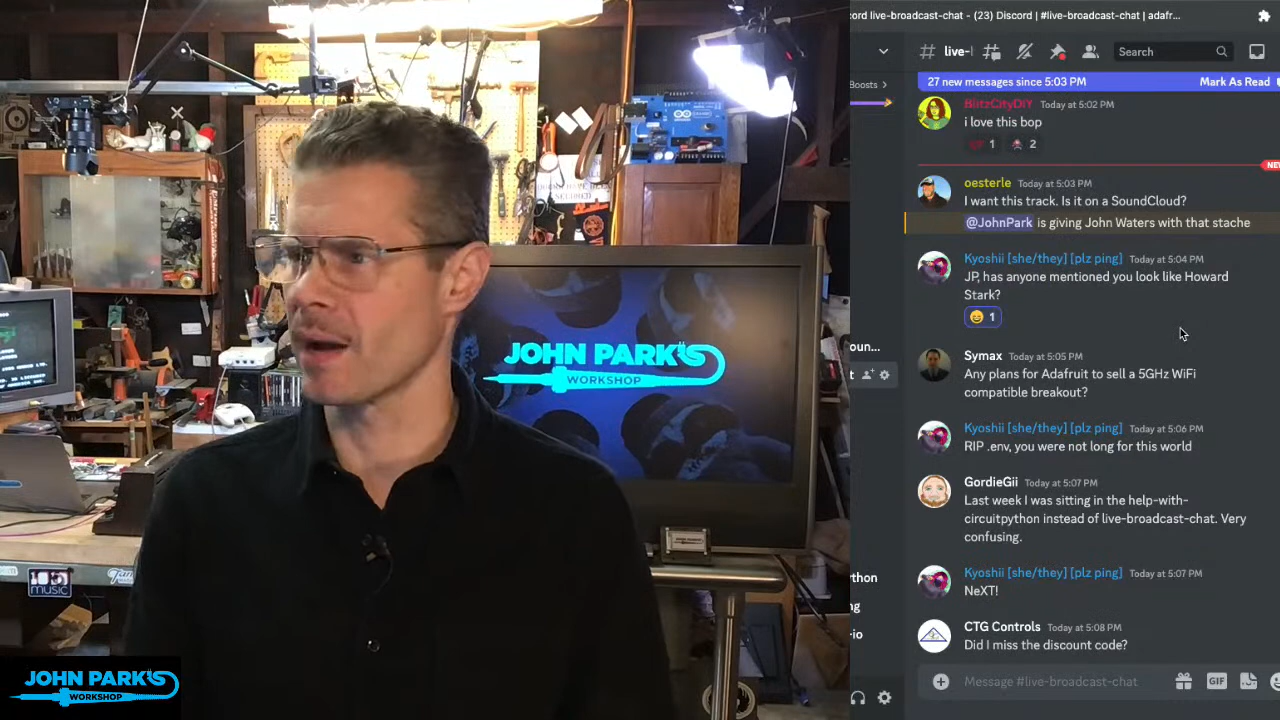 cord live-broadcast-chat - (23) Discord | #live-broadcast-chat | adafr...
# live-
Search
27 new messages since 5:03 PM
Mark As Read
Boosts >
BlitzCityDIY Today at 5:02 PM
i love this bop
1
2
NEW
oesterle Today at 5:03 PM
I want this track. Is it on a SoundCloud?
@JohnPark is giving John Waters with that stache
Kyoshii [she/they] [plz ping] Today at 5:04 PM
JP, has anyone mentioned you look like Howard
Stark?
1
oun...
t
Symax Today at 5:05 PM
Any plans for Adafruit to sell a 5GHz WiFi
compatible breakout?
Kyoshii [she/they] [plz ping] Today at 5:06 PM
RIP .env, you were not long for this world
GordieGii Today at 5:07 PM
Last week I was sitting in the help-with-
circuitpython instead of live-broadcast-chat. Very
confusing.
Kyoshii [she/they] [plz ping] Today at 5:07 PM
NeXT!
thon
ng
io
CTG Controls Today at 5:08 PM
Did I miss the discount code?
Message #live-broadcast-chat
GIF
JOHN PARK'S
WORKSHOP
MUSIC
JOHN PARK'S
WORKSHOP